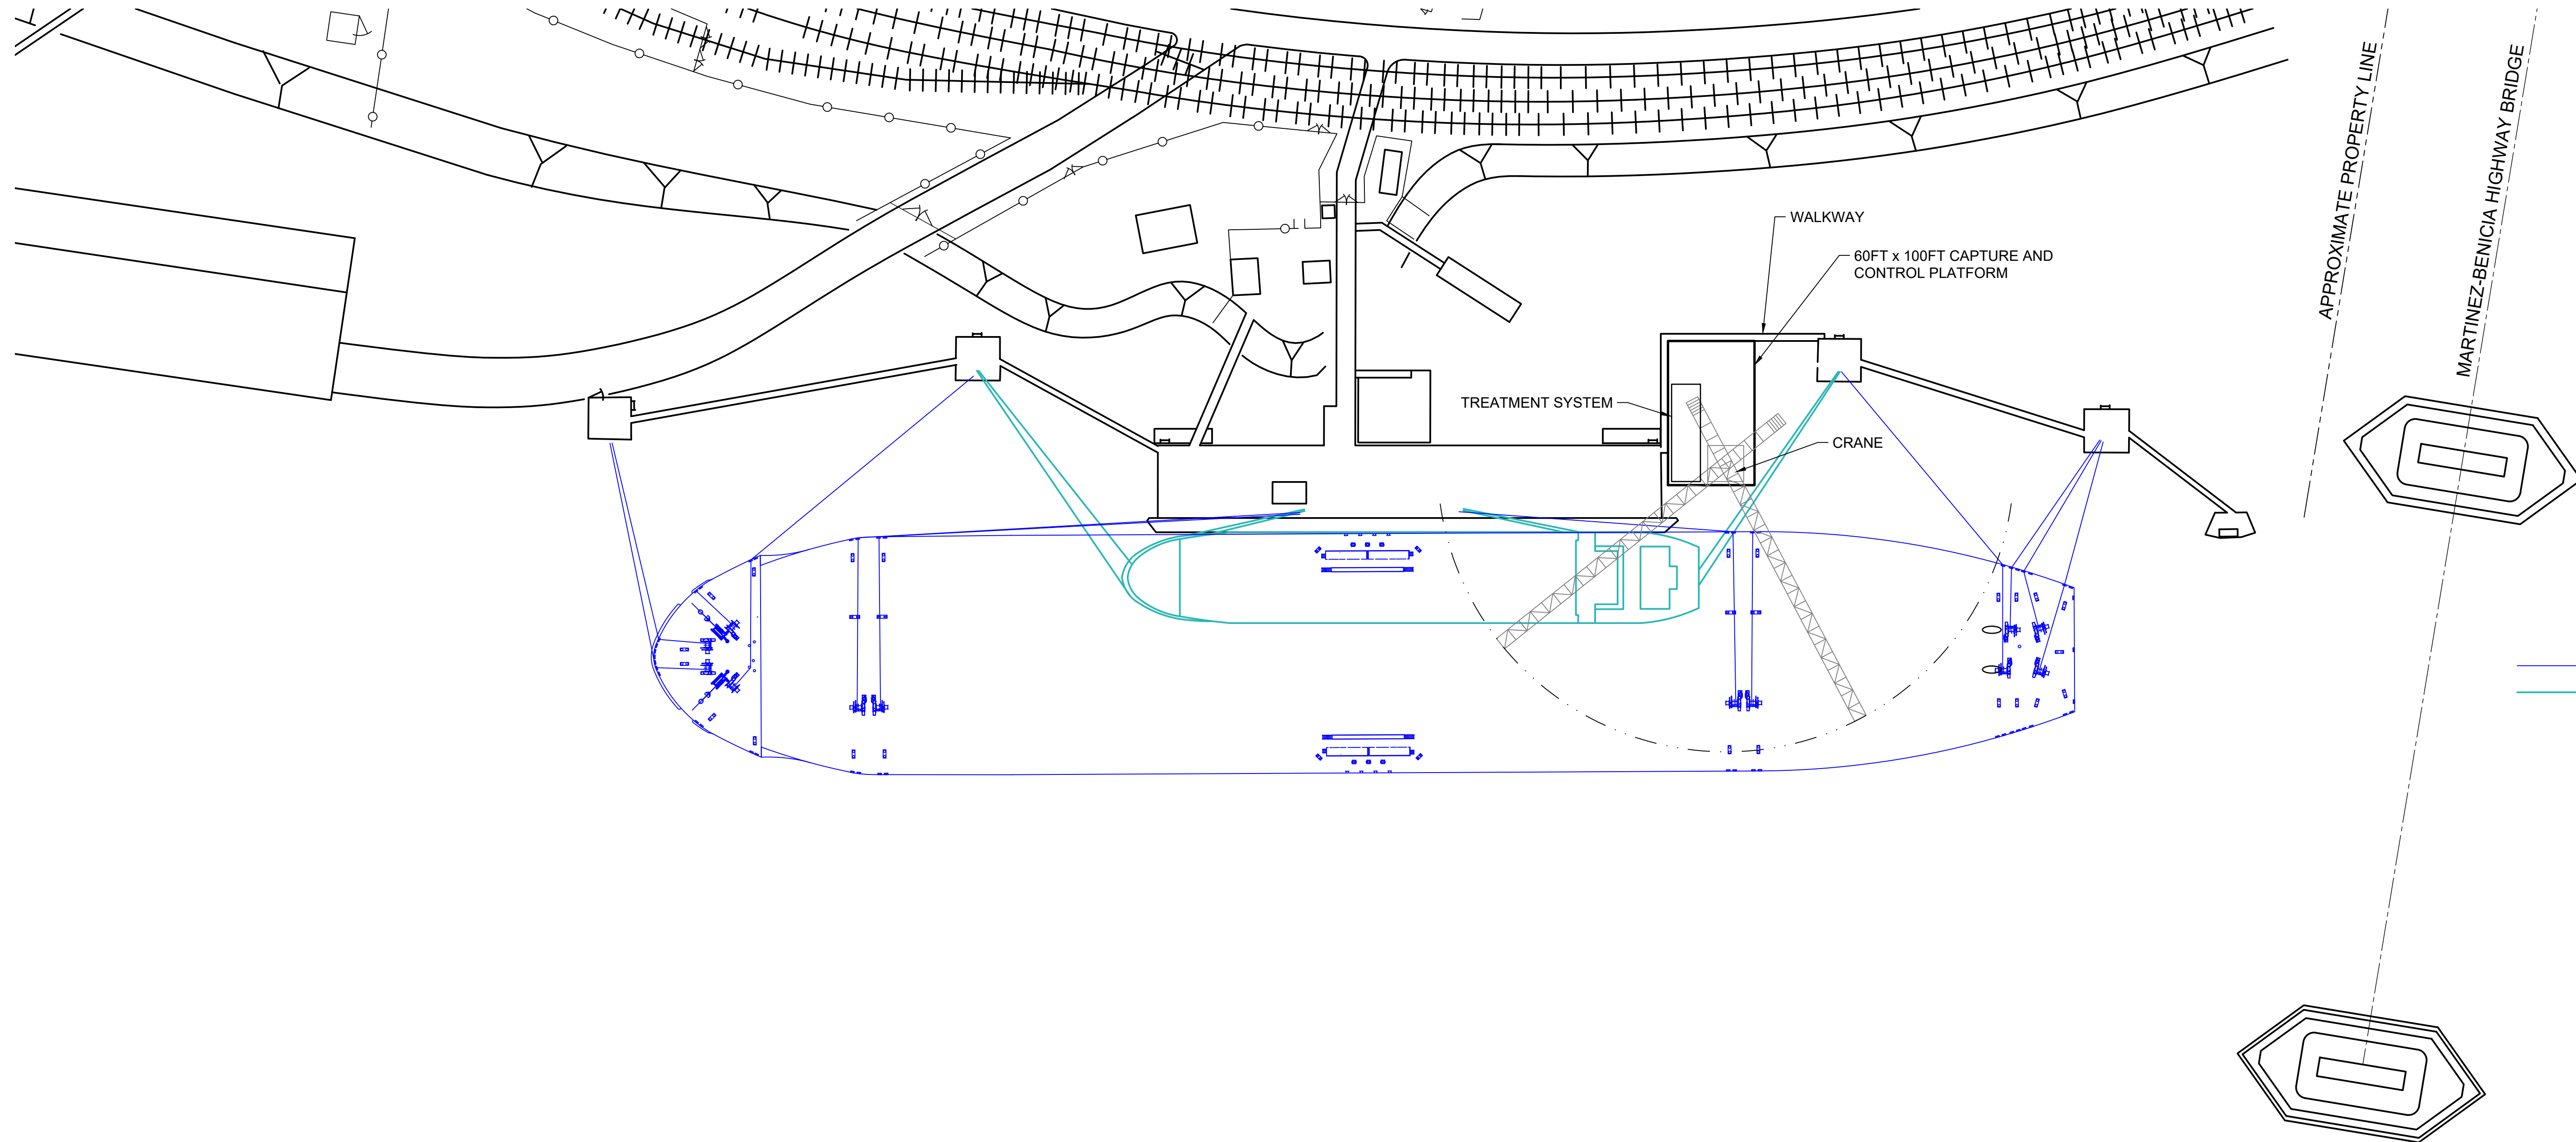 APPROXIMATE PROPERTY LINE
MARTINEZ-BENICIA HIGHWAY BRIDGE
WALKWAY
60FT x 100FT CAPTURE AND
CONTROL PLATFORM
TREATMENT SYSTEM
CRANE